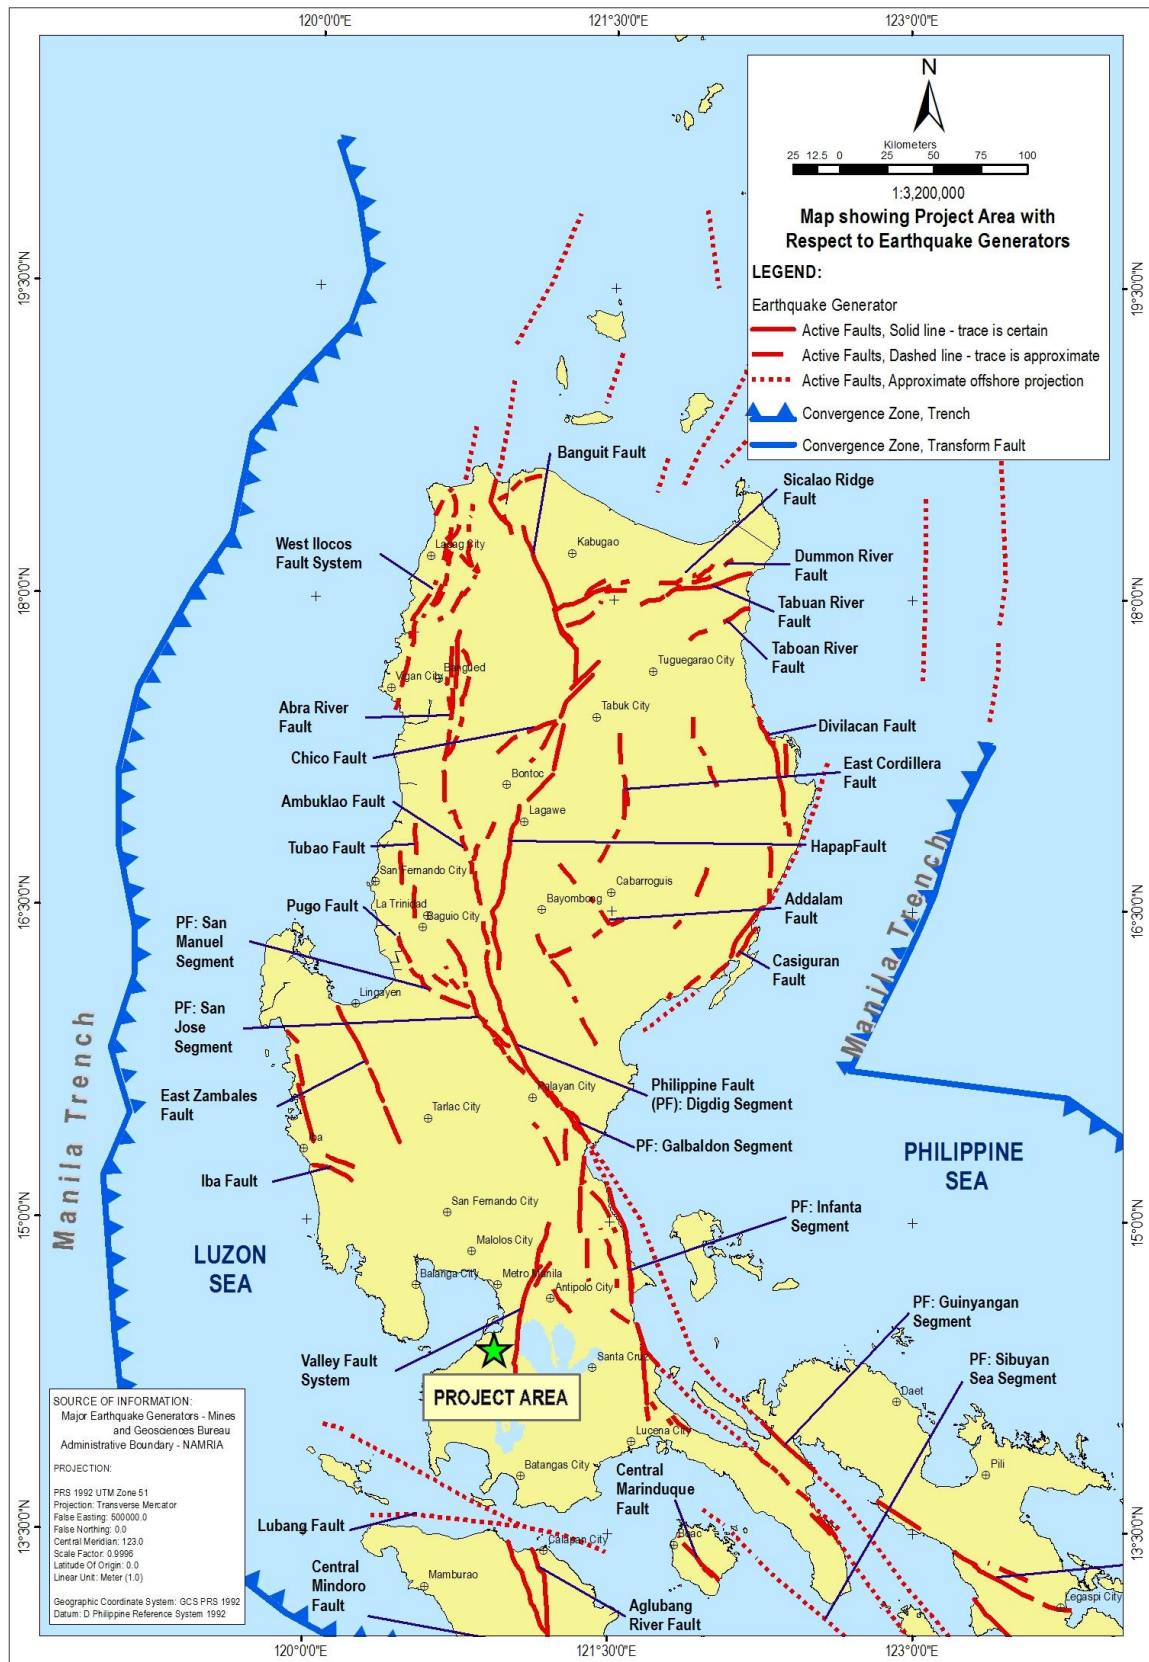 120°0'0"E
121°30'0"E
123°0'0"E
N
Kilometers
25 12.5 0 25 50 75 100
1:3,200,000
Map showing Project Area with
Respect to Earthquake Generators
LEGEND:
Earthquake Generator
Active Faults, Solid line - trace is certain
Active Faults, Dashed line - trace is approximate
Active Faults, Approximate offshore projection
Convergence Zone, Trench
Convergence Zone, Transform Fault
19°30'0"N
19°30'0"N
Banguit Fault
Sicalao Ridge
Fault
West Ilocos
Fault System
Laoag City
Kabugao
Dummon River
Fault
18°0'0"N
18°0'0"N
Tabuan River
Fault
Taboan River
Fault
Tuguegarao City
Bangued
Vigan City
Abra River
Fault
Tabuk City
Divilacan Fault
Chico Fault
Bontoc
East Cordillera
Fault
Ambuklao Fault
Lagawe
Tubao Fault
HapapFault
San Fernando City
Cabarroguis
Pugo Fault
La Trinidad
Baguio City
Bayombong
Addalam
Fault
16°30'0"N
16°30'0"N
PF: San
Manuel
Segment
Casiguran
Fault
Manila Trench
Lingayen
PF: San
Jose
Segment
Manila Trench
East Zambales
Fault
Tarlac City
Palayan City
Philippine Fault
(PF): Digdig Segment
Iba
PF: Galbaldon Segment
PHILIPPINE
SEA
Iba Fault
San Fernando City
PF: Infanta
Segment
15°0'0"N
15°0'0"N
LUZON
SEA
Malolos City
Balanga City
Metro Manila
Antipolo City
PF: Guinyangan
Segment
Valley Fault
System
Santa Cruz
PF: Sibuyan
Sea Segment
PROJECT AREA
Daet
Lucena City
Batangas City
Central
Marinduque
Fault
Pili
Lubang Fault
Calapan City
Boac
13°30'0"N
13°30'0"N
Central
Mindoro
Fault
Mamburao
Aglubang
River Fault
Legaspi City
SOURCE OF INFORMATION:
Major Earthquake Generators - Mines
and Geosciences Bureau
Administrative Boundary - NAMRIA
PROJECTION:
PRS 1992 UTM Zone 51
Projection: Transverse Mercator
False Easting: 500000.0
False Northing: 0.0
Central Meridian: 123.0
Scale Factor: 0.9996
Latitude Of Origin: 0.0
Linear Unit: Meter (1.0)
Geographic Coordinate System: GCS PRS 1992
Datum: D Philippine Reference System 1992
120°0'0"E
121°30'0"E
123°0'0"E